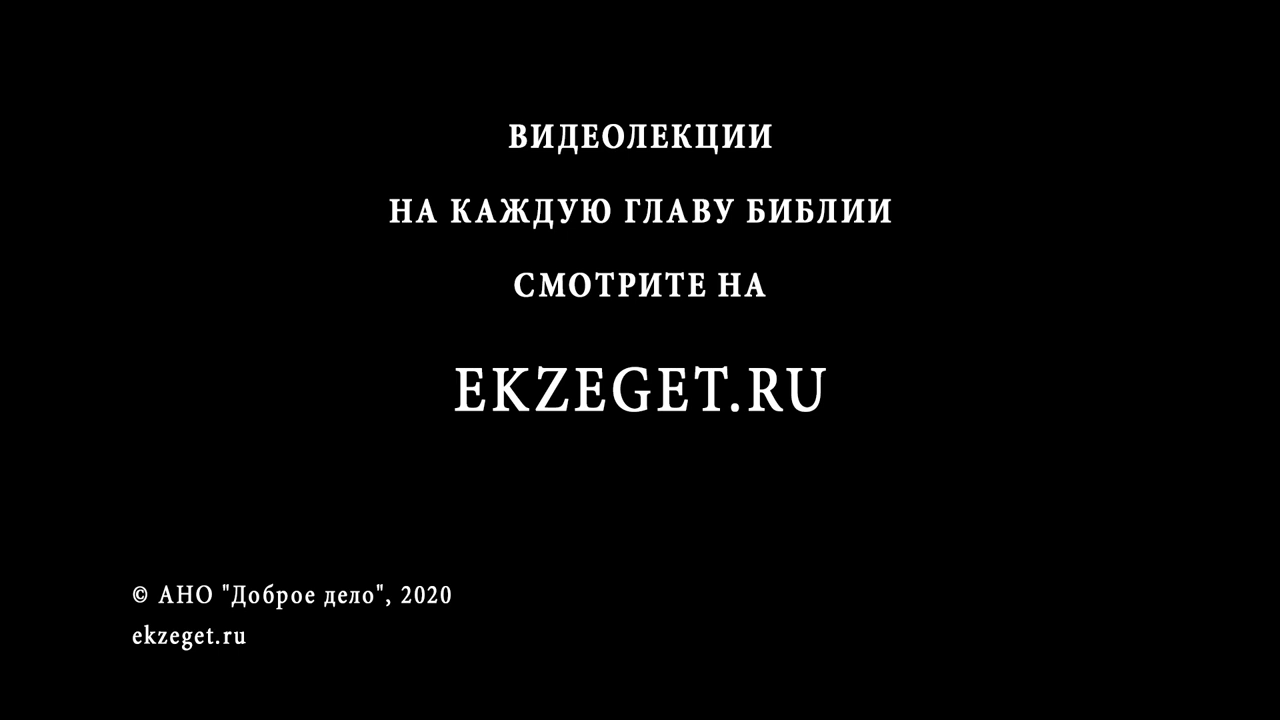 ВИДЕОЛЕКЦИИ
НА КАЖДУЮ ГЛАВУ БИБЛИИ
СМОТРИТЕ НА
EKZEGET.RU
© АНО "Доброе дело", 2020
ekzeget.ru